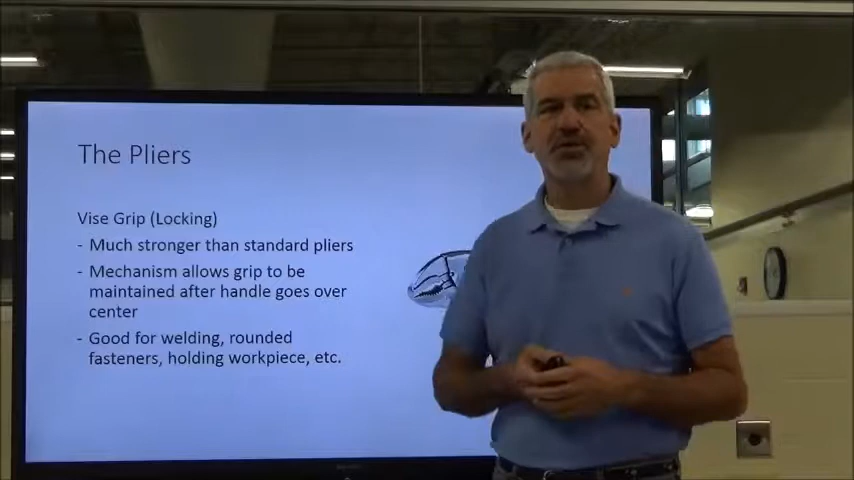 The Pliers
Vise Grip (Locking)
- Much stronger than standard pliers
- Mechanism allows grip to be
maintained after handle goes over
center
- Good for welding, rounded
fasteners, holding workpiece, etc.